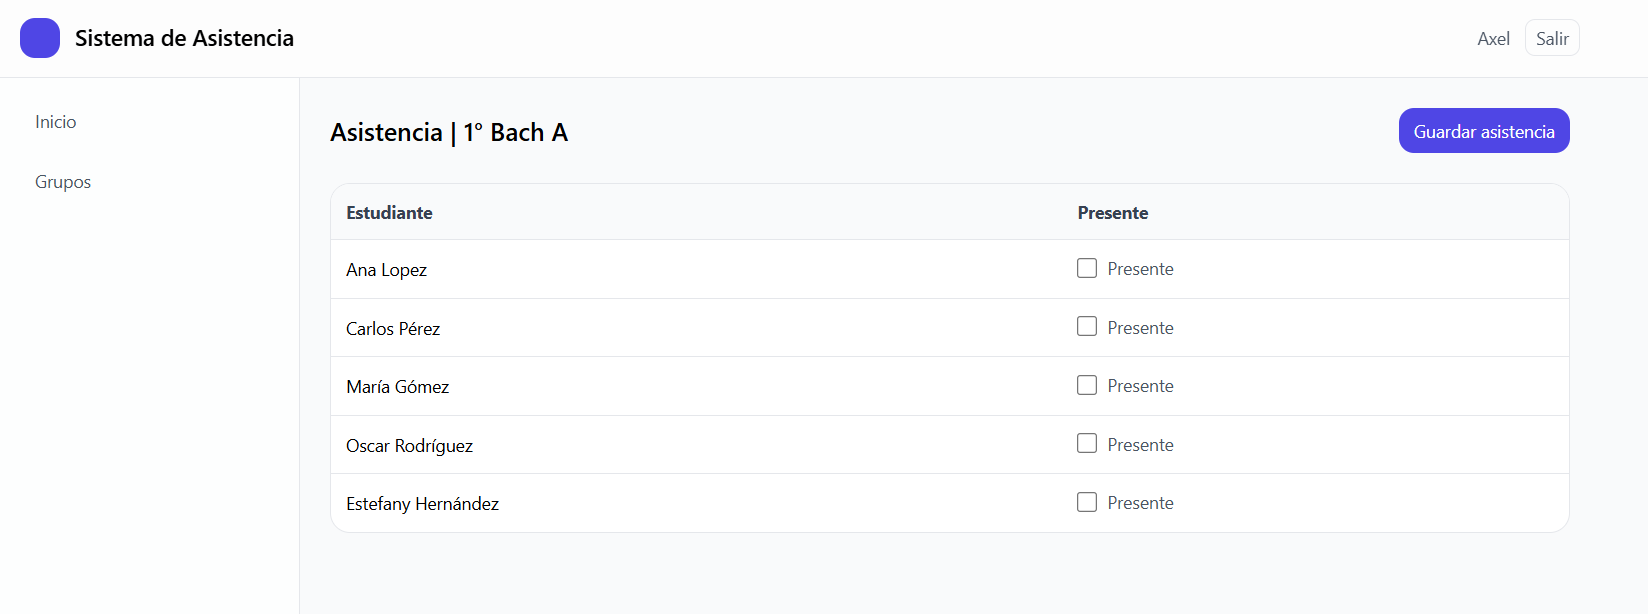 Sistema de Asistencia
Axel
Salir
Inicio
Grupos
Asistencia | 1° Bach A
Guardar asistencia
Estudiante Presente
Ana Lopez Presente
Carlos Pérez Presente
María Gómez Presente
Oscar Rodríguez Presente
Estefany Hernández Presente